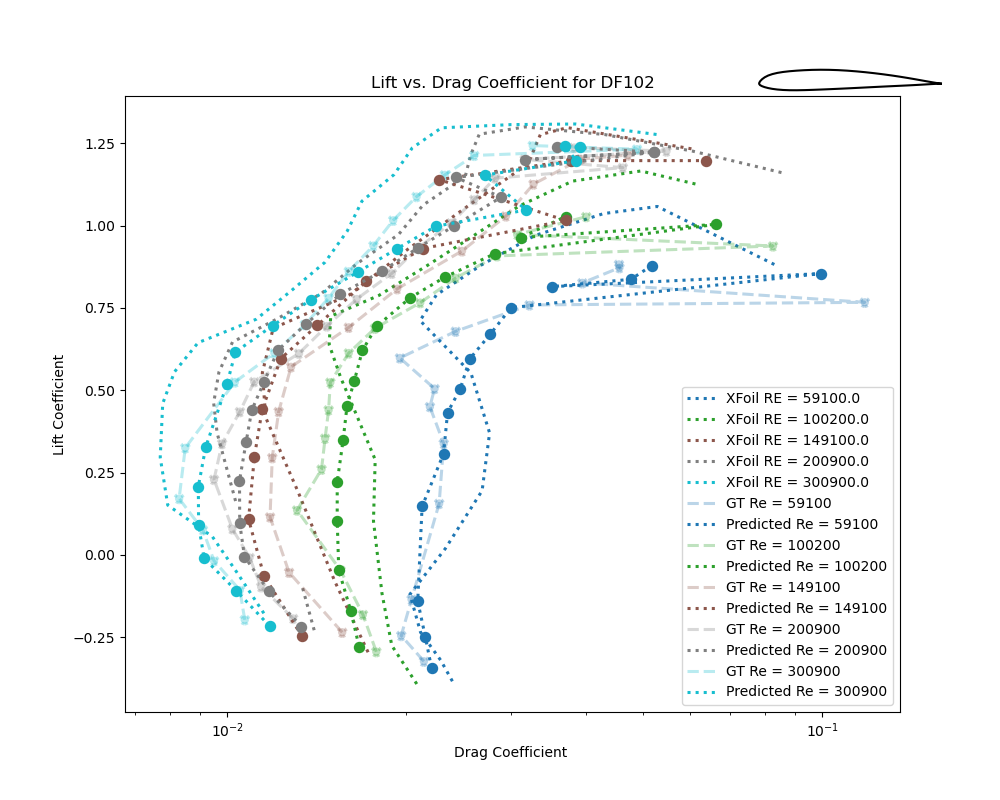 Lift vs. Drag Coefficient for DF102
1.25
1.00
0.75
0.50
0.25
0.00
−0.25
Lift Coefficient
10⁻²
10⁻¹
Drag Coefficient
XFoil RE = 59100.0
XFoil RE = 100200.0
XFoil RE = 149100.0
XFoil RE = 200900.0
XFoil RE = 300900.0
GT Re = 59100
Predicted Re = 59100
GT Re = 100200
Predicted Re = 100200
GT Re = 149100
Predicted Re = 149100
GT Re = 200900
Predicted Re = 200900
GT Re = 300900
Predicted Re = 300900